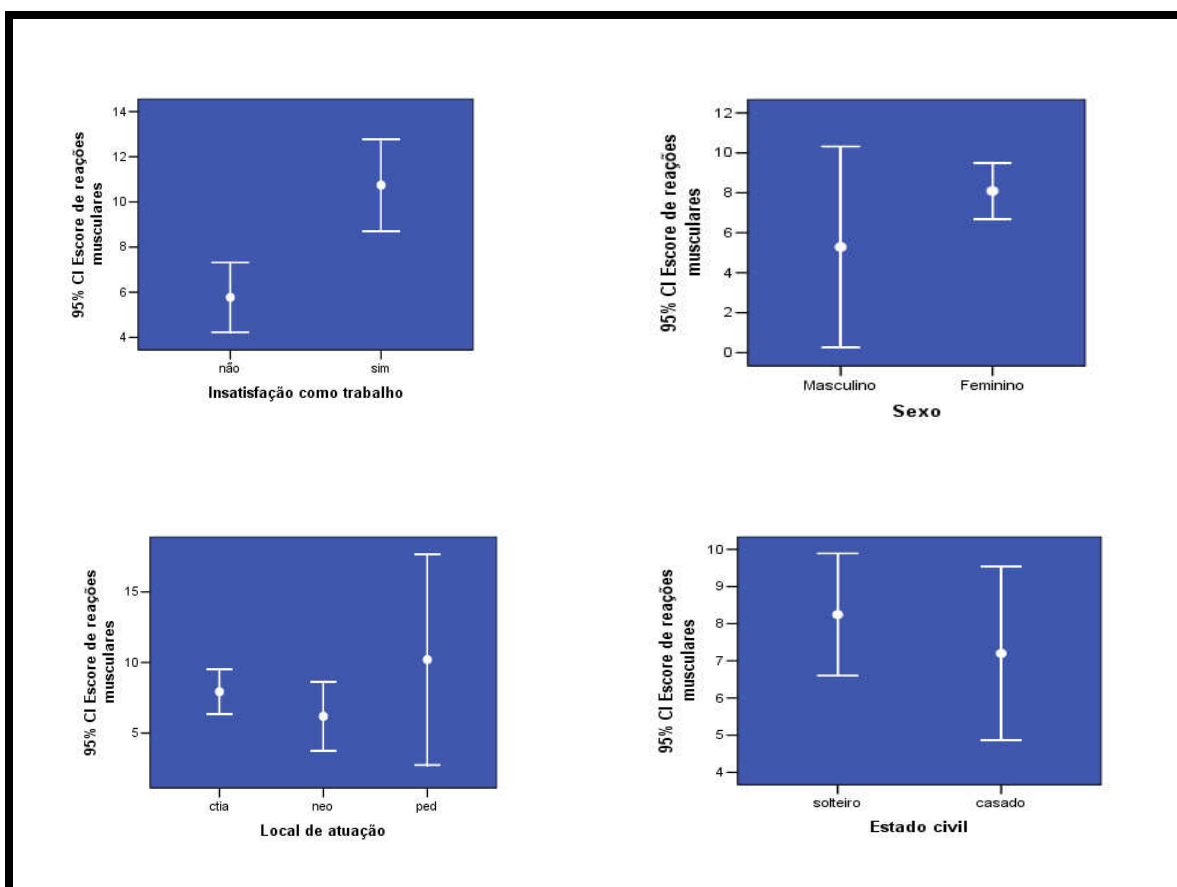 95% CI Escore de reações
musculares
14
12
10
8
6
4
não sim
Insatisfação como trabalho
95% CI Escore de reações
musculares
12
10
8
6
4
2
0
Masculino Feminino
Sexo
95% CI Escore de reações
musculares
15
10
5
ctia neo ped
Local de atuação
95% CI Escore de reações
musculares
10
9
8
7
6
5
4
solteiro casado
Estado civil